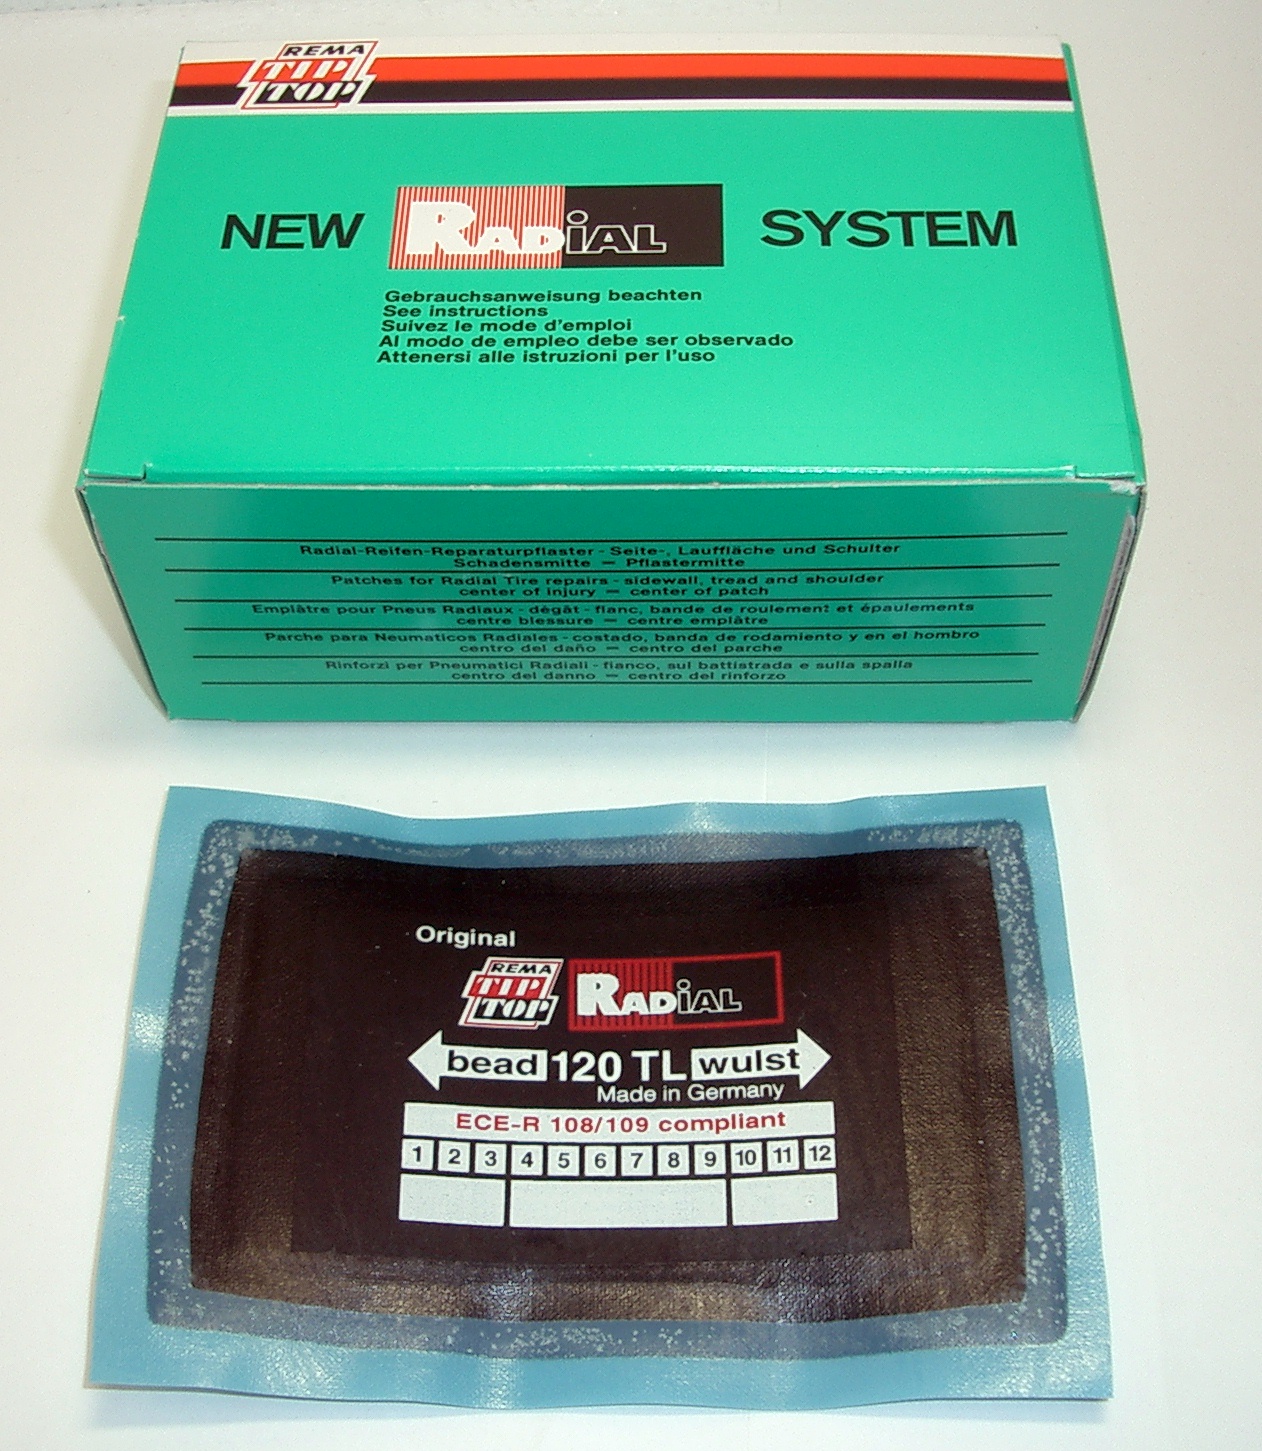 REMA
TIP
TOP
NEW RADiAL SYSTEM
Gebrauchsanweisung beachten
See instructions
Suivez le mode d'emploi
Al modo de empleo debe ser observado
Attenersi alle istruzioni per l'uso
Radial-Reifen-Reparaturpflaster - Seite-, Lauffläche und Schulter
Schadensmitte = Pflastermitte
Patches for Radial Tire repairs - sidewall, tread and shoulder
center of injury = center of patch
Emplâtre pour Pneus Radiaux - dégât - flanc, bande de roulement et épaulements
centre blessure = centre emplâtre
Parche para Neumaticos Radiales - costado, banda de rodamiento y en el hombro
centro del daño = centro del parche
Rinforzi per Pneumatici Radiali - fianco, sul battistrada e sulla spalla
centro del danno = centro del rinforzo
Original
REMA
TIP
TOP
RADiAL
bead 120 TL wulst
Made in Germany
ECE-R 108/109 compliant
1 2 3 4 5 6 7 8 9 10 11 12